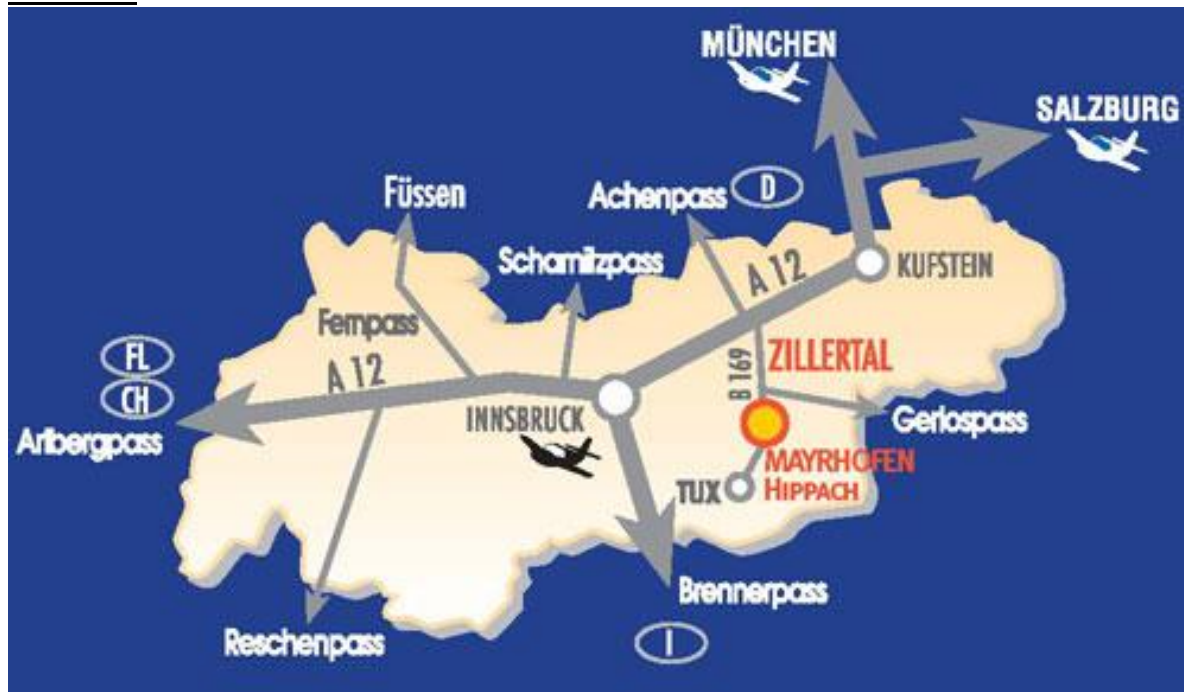 MÜNCHEN
SALZBURG
Füssen
Achenpass
D
Scharnitzpass
A 12
KUFSTEIN
Fernpass
FL
A 12
B 169
ZILLERTAL
CH
INNSBRUCK
Gerlospass
Arlbergpass
MAYRHOFEN
TUX
HIPPACH
Brennerpass
Reschenpass
I